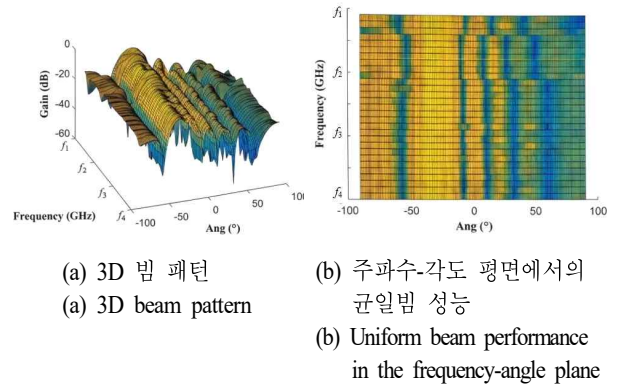 0
-20
-40
-60
Gain (dB)
f1
f2
f3
f4
Frequency (GHz)
-100
-50
0
50
100
Ang (°)
f1
f2
f3
f4
Frequency (GHz)
-100
-50
0
50
100
Ang (°)
(a) 3D 빔 패턴
(a) 3D beam pattern
(b) 주파수-각도 평면에서의
균일빔 성능
(b) Uniform beam performance
in the frequency-angle plane